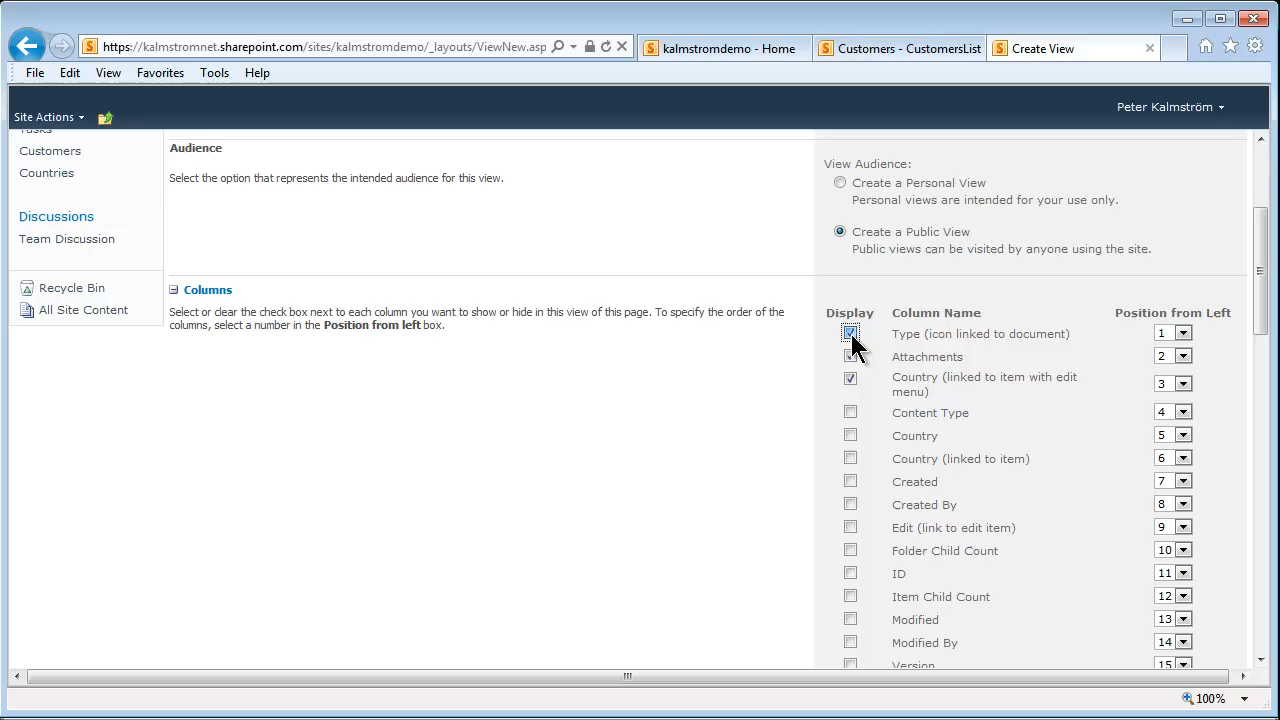 https://kalmstromnet.sharepoint.com/sites/kalmstromdemo/_layouts/ViewNew.asp
kalmstromdemo - Home
Customers - CustomersList
Create View
File Edit View Favorites Tools Help
Site Actions
Peter Kalmström
Tasks
Customers
Countries
Discussions
Team Discussion
Recycle Bin
All Site Content
Audience
Select the option that represents the intended audience for this view.
View Audience:
Create a Personal View
Personal views are intended for your use only.
Create a Public View
Public views can be visited by anyone using the site.
Columns
Select or clear the check box next to each column you want to show or hide in this view of this page. To specify the order of the
columns, select a number in the Position from left box.
Display Column Name Position from Left
Type (icon linked to document) 1
Attachments 2
Country (linked to item with edit
menu) 3
Content Type 4
Country 5
Country (linked to item) 6
Created 7
Created By 8
Edit (link to edit item) 9
Folder Child Count 10
ID 11
Item Child Count 12
Modified 13
Modified By 14
Version 15
100%